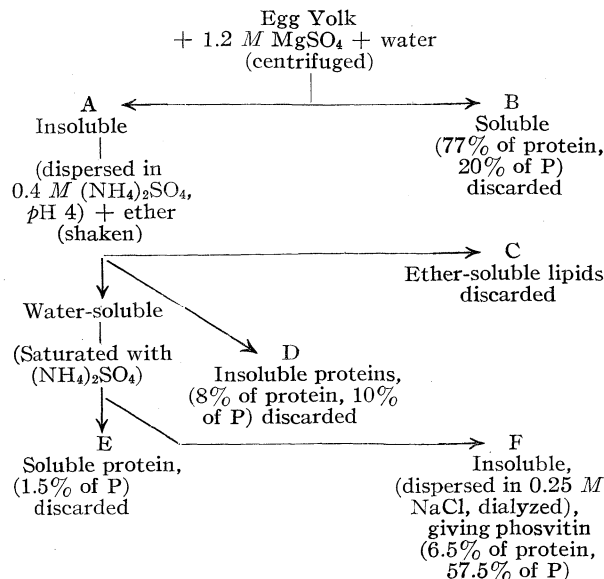 Egg Yolk
+ 1.2 M MgSO₄ + water
(centrifuged)
A
Insoluble
(dispersed in
0.4 M (NH₄)₂SO₄,
pH 4) + ether
(shaken)
B
Soluble
(77% of protein,
20% of P)
discarded
C
Ether-soluble lipids
discarded
Water-soluble
(Saturated with
(NH₄)₂SO₄)
D
Insoluble proteins,
(8% of protein, 10%
of P) discarded
E
Soluble protein,
(1.5% of P)
discarded
F
Insoluble,
(dispersed in 0.25 M
NaCl, dialyzed),
giving phosvitin
(6.5% of protein,
57.5% of P)